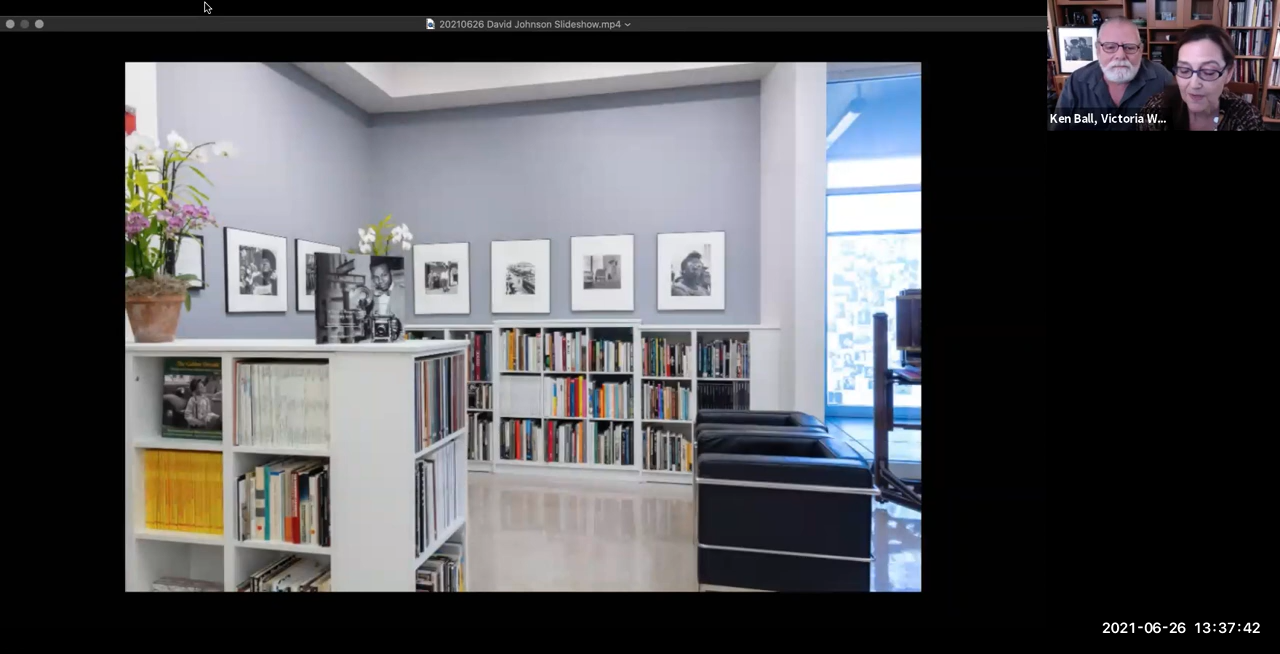 20210626 David Johnson Slideshow.mp4
Ken Ball, Victoria W...
2021-06-26 13:37:42